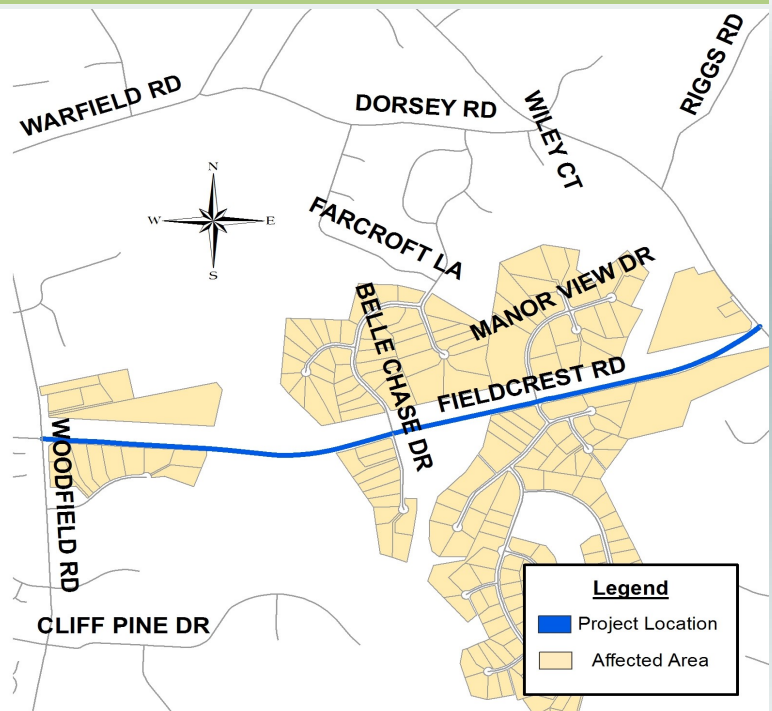 RIGGS RD
WARFIELD RD
DORSEY RD
WILEY CT
N
W
E
S
FARCROFT LA
BELLE CHASE DR
MANOR VIEW DR
FIELDCREST RD
WOODFIELD RD
CLIFF PINE DR
Legend
Project Location
Affected Area